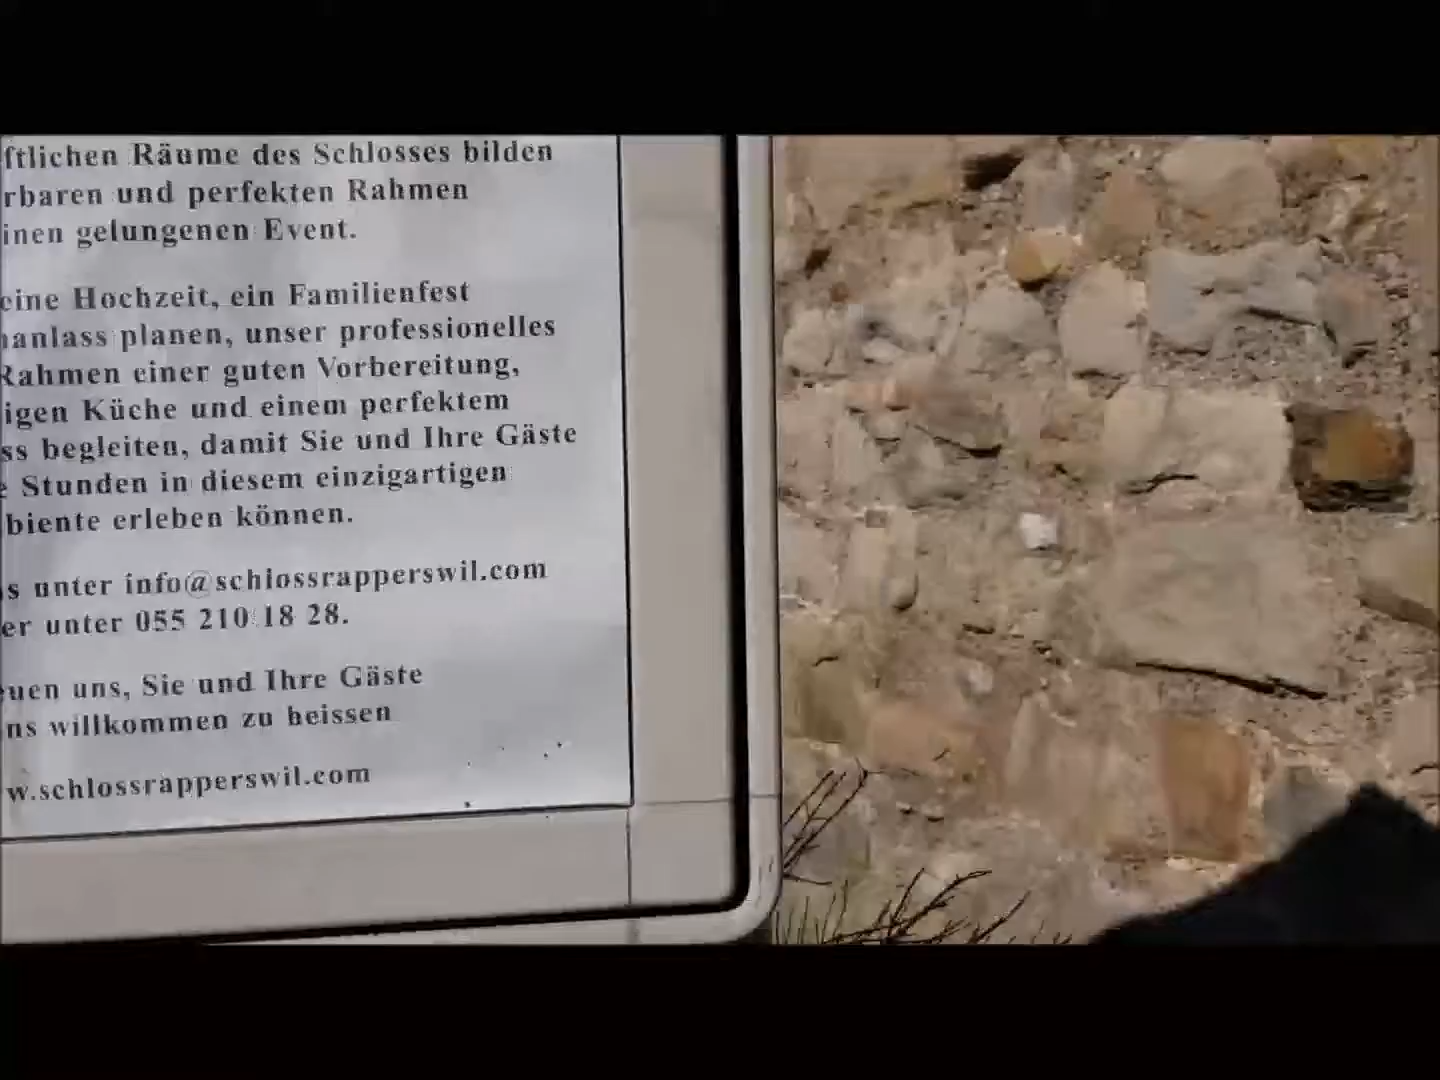 ftlichen Räume des Schlosses bilden
rbaren und perfekten Rahmen
inen gelungenen Event.
eine Hochzeit, ein Familienfest
nanlass planen, unser professionelles
Rahmen einer guten Vorbereitung,
igen Küche und einem perfektem
ss begleiten, damit Sie und Ihre Gäste
e Stunden in diesem einzigartigen
biente erleben können.
s unter info@schlossrapperswil.com
er unter 055 210 18 28.
euen uns, Sie und Ihre Gäste
ns willkommen zu heissen
w.schlossrapperswil.com